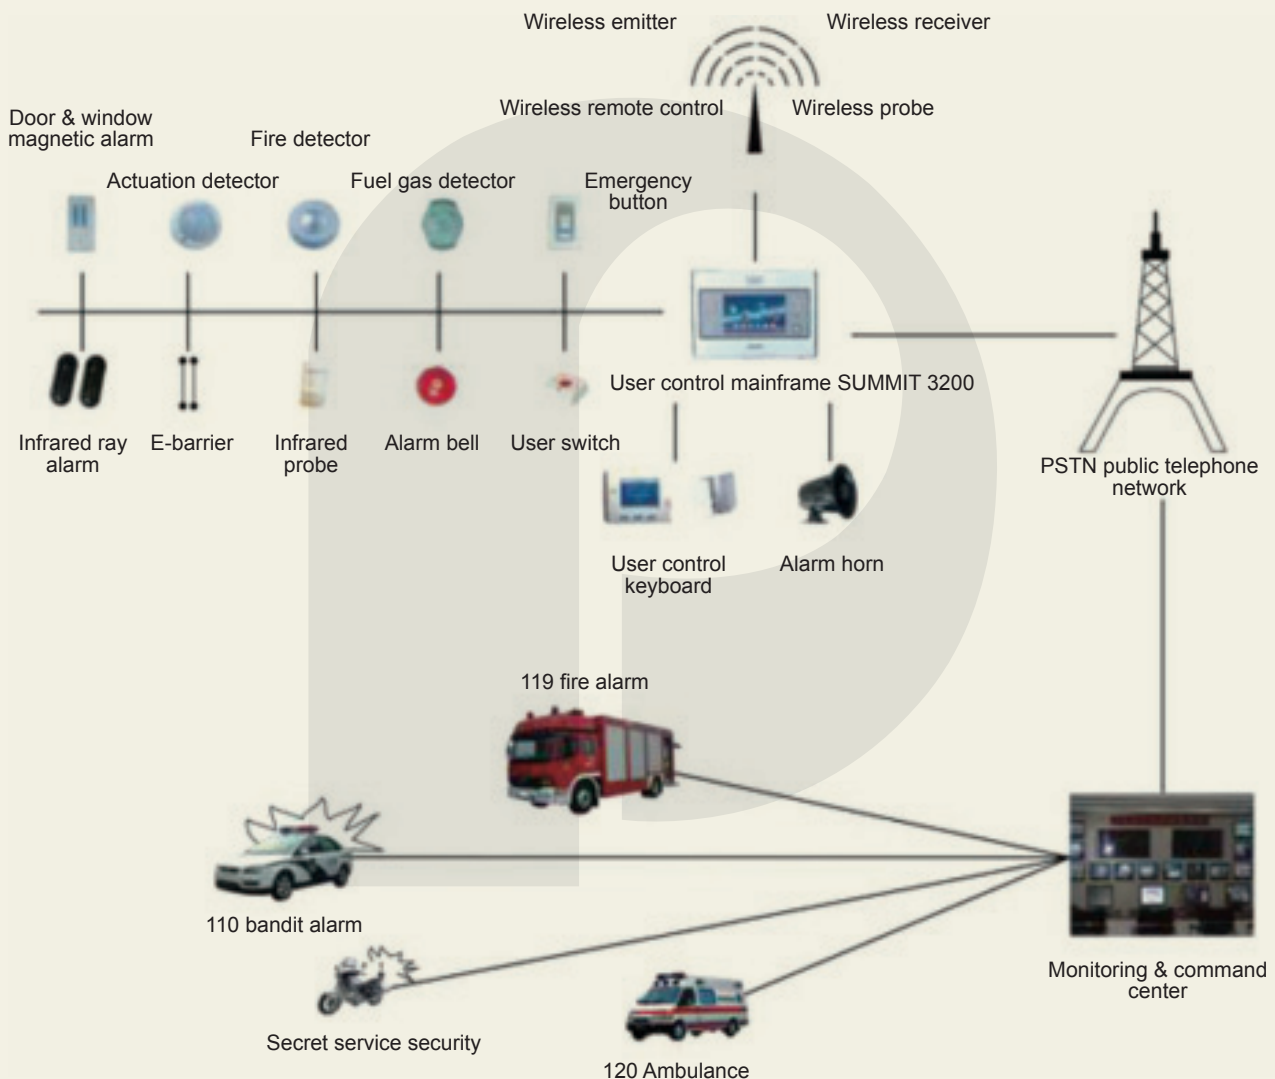 Wireless emitter
Wireless receiver
Wireless remote control
Wireless probe
Door & window
magnetic alarm
Fire detector
Actuation detector
Fuel gas detector
Emergency
button
User control mainframe SUMMIT 3200
Infrared ray
alarm
E-barrier
Infrared
probe
Alarm bell
User switch
PSTN public telephone
network
User control
keyboard
Alarm horn
119 fire alarm
110 bandit alarm
Monitoring & command
center
Secret service security
120 Ambulance